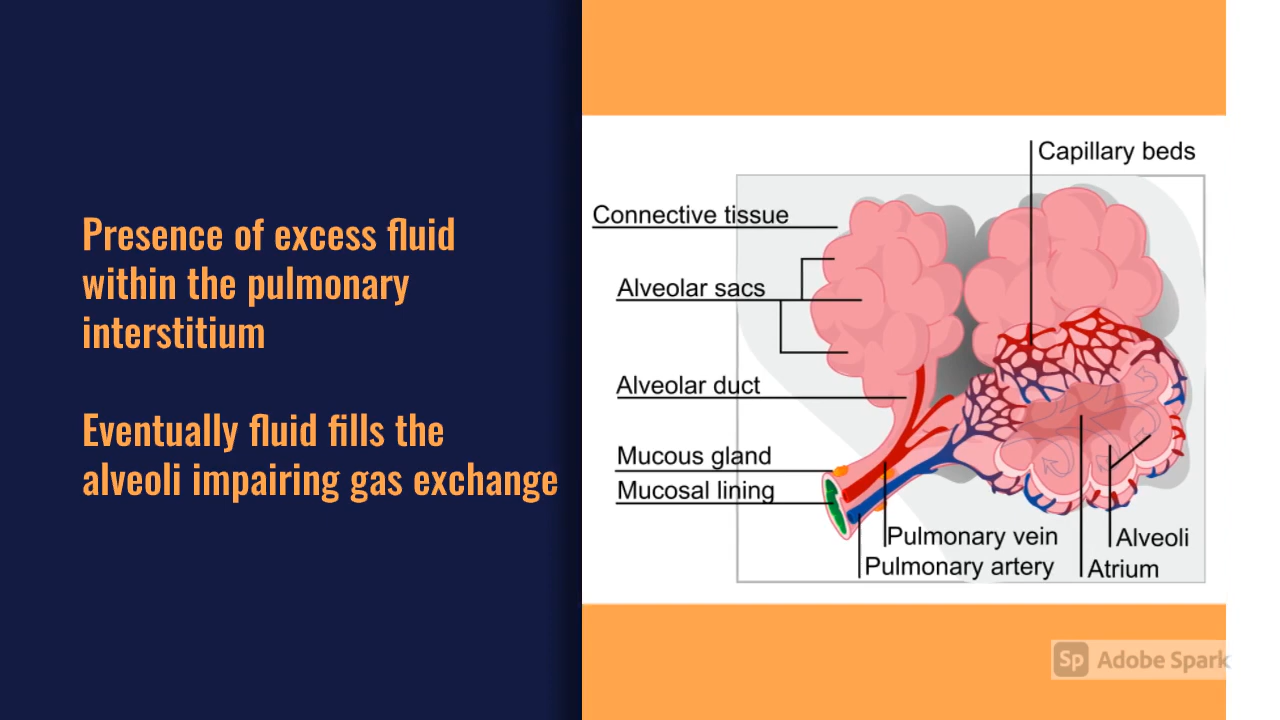 Presence of excess fluid
within the pulmonary
interstitium
Eventually fluid fills the
alveoli impairing gas exchange
Capillary beds
Connective tissue
Alveolar sacs
Alveolar duct
Mucous gland
Mucosal lining
Pulmonary vein
Pulmonary artery
Alveoli
Atrium
Sp Adobe Spark